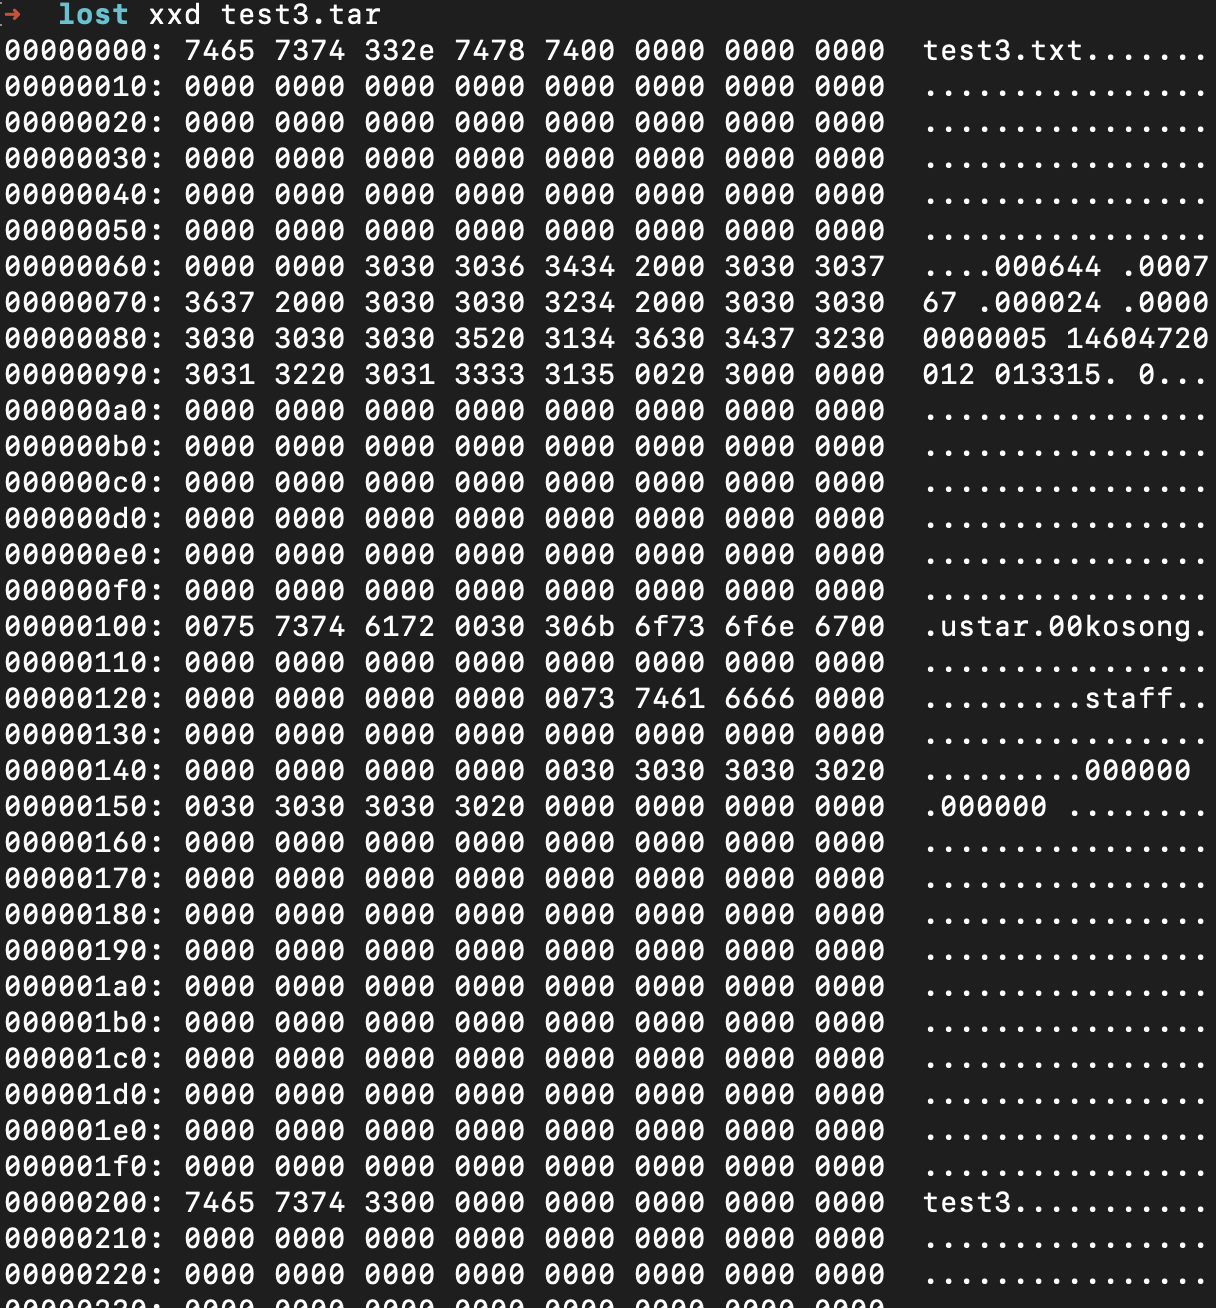 ➜  lost xxd test3.tar
00000000: 7465 7374 332e 7478 7400 0000 0000 0000  test3.txt.......
00000010: 0000 0000 0000 0000 0000 0000 0000 0000  ................
00000020: 0000 0000 0000 0000 0000 0000 0000 0000  ................
00000030: 0000 0000 0000 0000 0000 0000 0000 0000  ................
00000040: 0000 0000 0000 0000 0000 0000 0000 0000  ................
00000050: 0000 0000 0000 0000 0000 0000 0000 0000  ................
00000060: 0000 0000 3030 3036 3434 2000 3030 3037  ....000644 .0007
00000070: 3637 2000 3030 3030 3234 2000 3030 3030  67 .000024 .0000
00000080: 3030 3030 3030 3520 3134 3630 3437 3230  0000005 14604720
00000090: 3031 3220 3031 3333 3135 0020 3000 0000  012 013315. 0...
000000a0: 0000 0000 0000 0000 0000 0000 0000 0000  ................
000000b0: 0000 0000 0000 0000 0000 0000 0000 0000  ................
000000c0: 0000 0000 0000 0000 0000 0000 0000 0000  ................
000000d0: 0000 0000 0000 0000 0000 0000 0000 0000  ................
000000e0: 0000 0000 0000 0000 0000 0000 0000 0000  ................
000000f0: 0000 0000 0000 0000 0000 0000 0000 0000  ................
00000100: 0075 7374 6172 0030 306b 6f73 6f6e 6700  .ustar.00kosong.
00000110: 0000 0000 0000 0000 0000 0000 0000 0000  ................
00000120: 0000 0000 0000 0000 0073 7461 6666 0000  .........staff..
00000130: 0000 0000 0000 0000 0000 0000 0000 0000  ................
00000140: 0000 0000 0000 0000 0030 3030 3030 3020  .........000000 
00000150: 0030 3030 3030 3020 0000 0000 0000 0000  .000000 ........
00000160: 0000 0000 0000 0000 0000 0000 0000 0000  ................
00000170: 0000 0000 0000 0000 0000 0000 0000 0000  ................
00000180: 0000 0000 0000 0000 0000 0000 0000 0000  ................
00000190: 0000 0000 0000 0000 0000 0000 0000 0000  ................
000001a0: 0000 0000 0000 0000 0000 0000 0000 0000  ................
000001b0: 0000 0000 0000 0000 0000 0000 0000 0000  ................
000001c0: 0000 0000 0000 0000 0000 0000 0000 0000  ................
000001d0: 0000 0000 0000 0000 0000 0000 0000 0000  ................
000001e0: 0000 0000 0000 0000 0000 0000 0000 0000  ................
000001f0: 0000 0000 0000 0000 0000 0000 0000 0000  ................
00000200: 7465 7374 3300 0000 0000 0000 0000 0000  test3...........
00000210: 0000 0000 0000 0000 0000 0000 0000 0000  ................
00000220: 0000 0000 0000 0000 0000 0000 0000 0000  ................